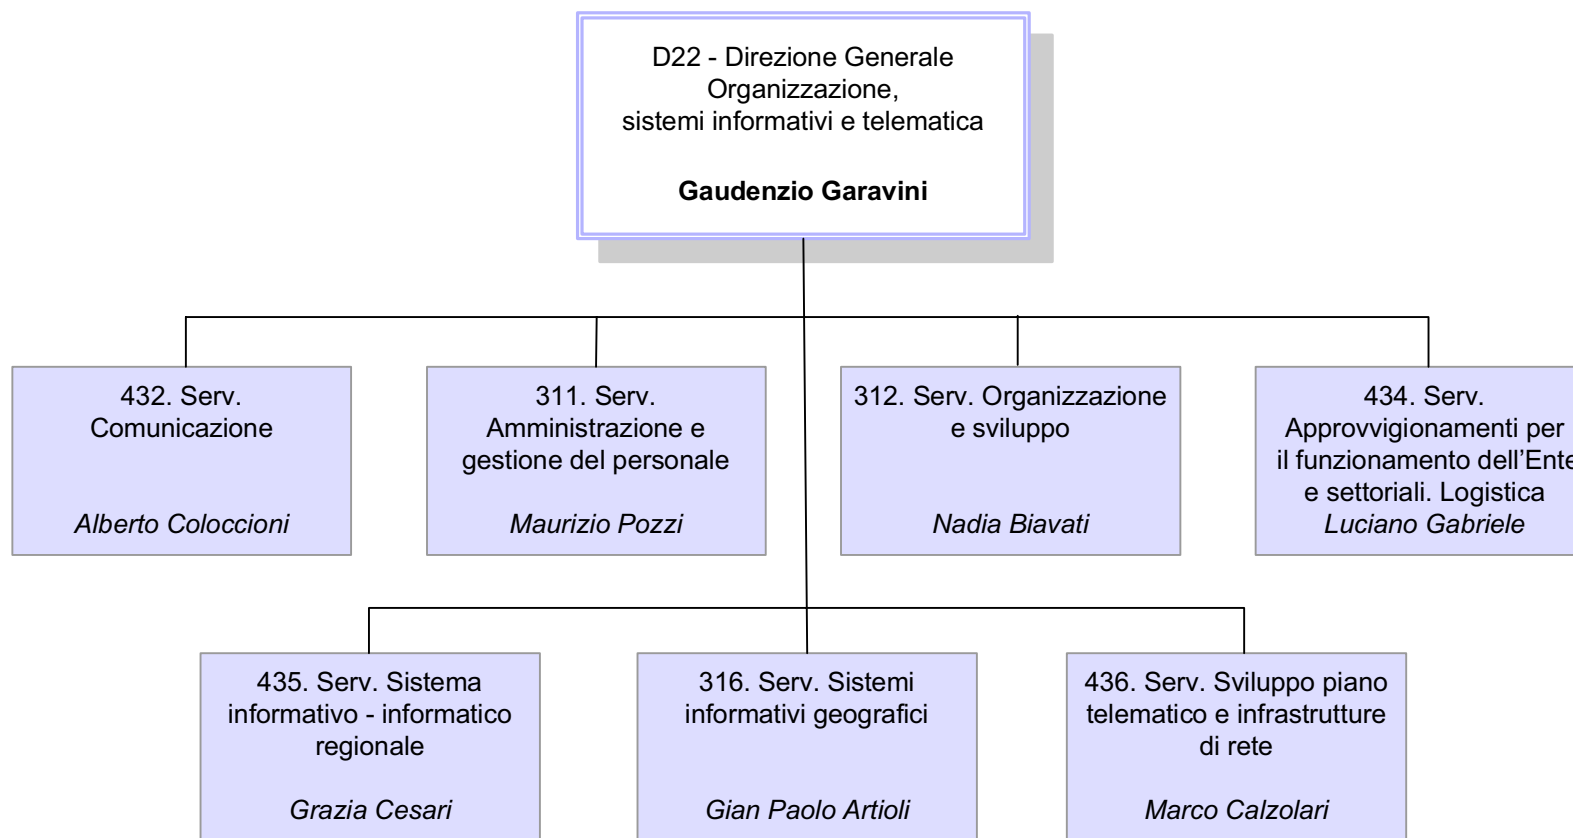 D22 - Direzione Generale
Organizzazione,
sistemi informativi e telematica
Gaudenzio Garavini
432. Serv.
Comunicazione
Alberto Coloccioni
311. Serv.
Amministrazione e
gestione del personale
Maurizio Pozzi
312. Serv. Organizzazione
e sviluppo
Nadia Biavati
434. Serv.
Approvvigionamenti per
il funzionamento dell’Ente
e settoriali. Logistica
Luciano Gabriele
435. Serv. Sistema
informativo - informatico
regionale
Grazia Cesari
316. Serv. Sistemi
informativi geografici
Gian Paolo Artioli
436. Serv. Sviluppo piano
telematico e infrastrutture
di rete
Marco Calzolari